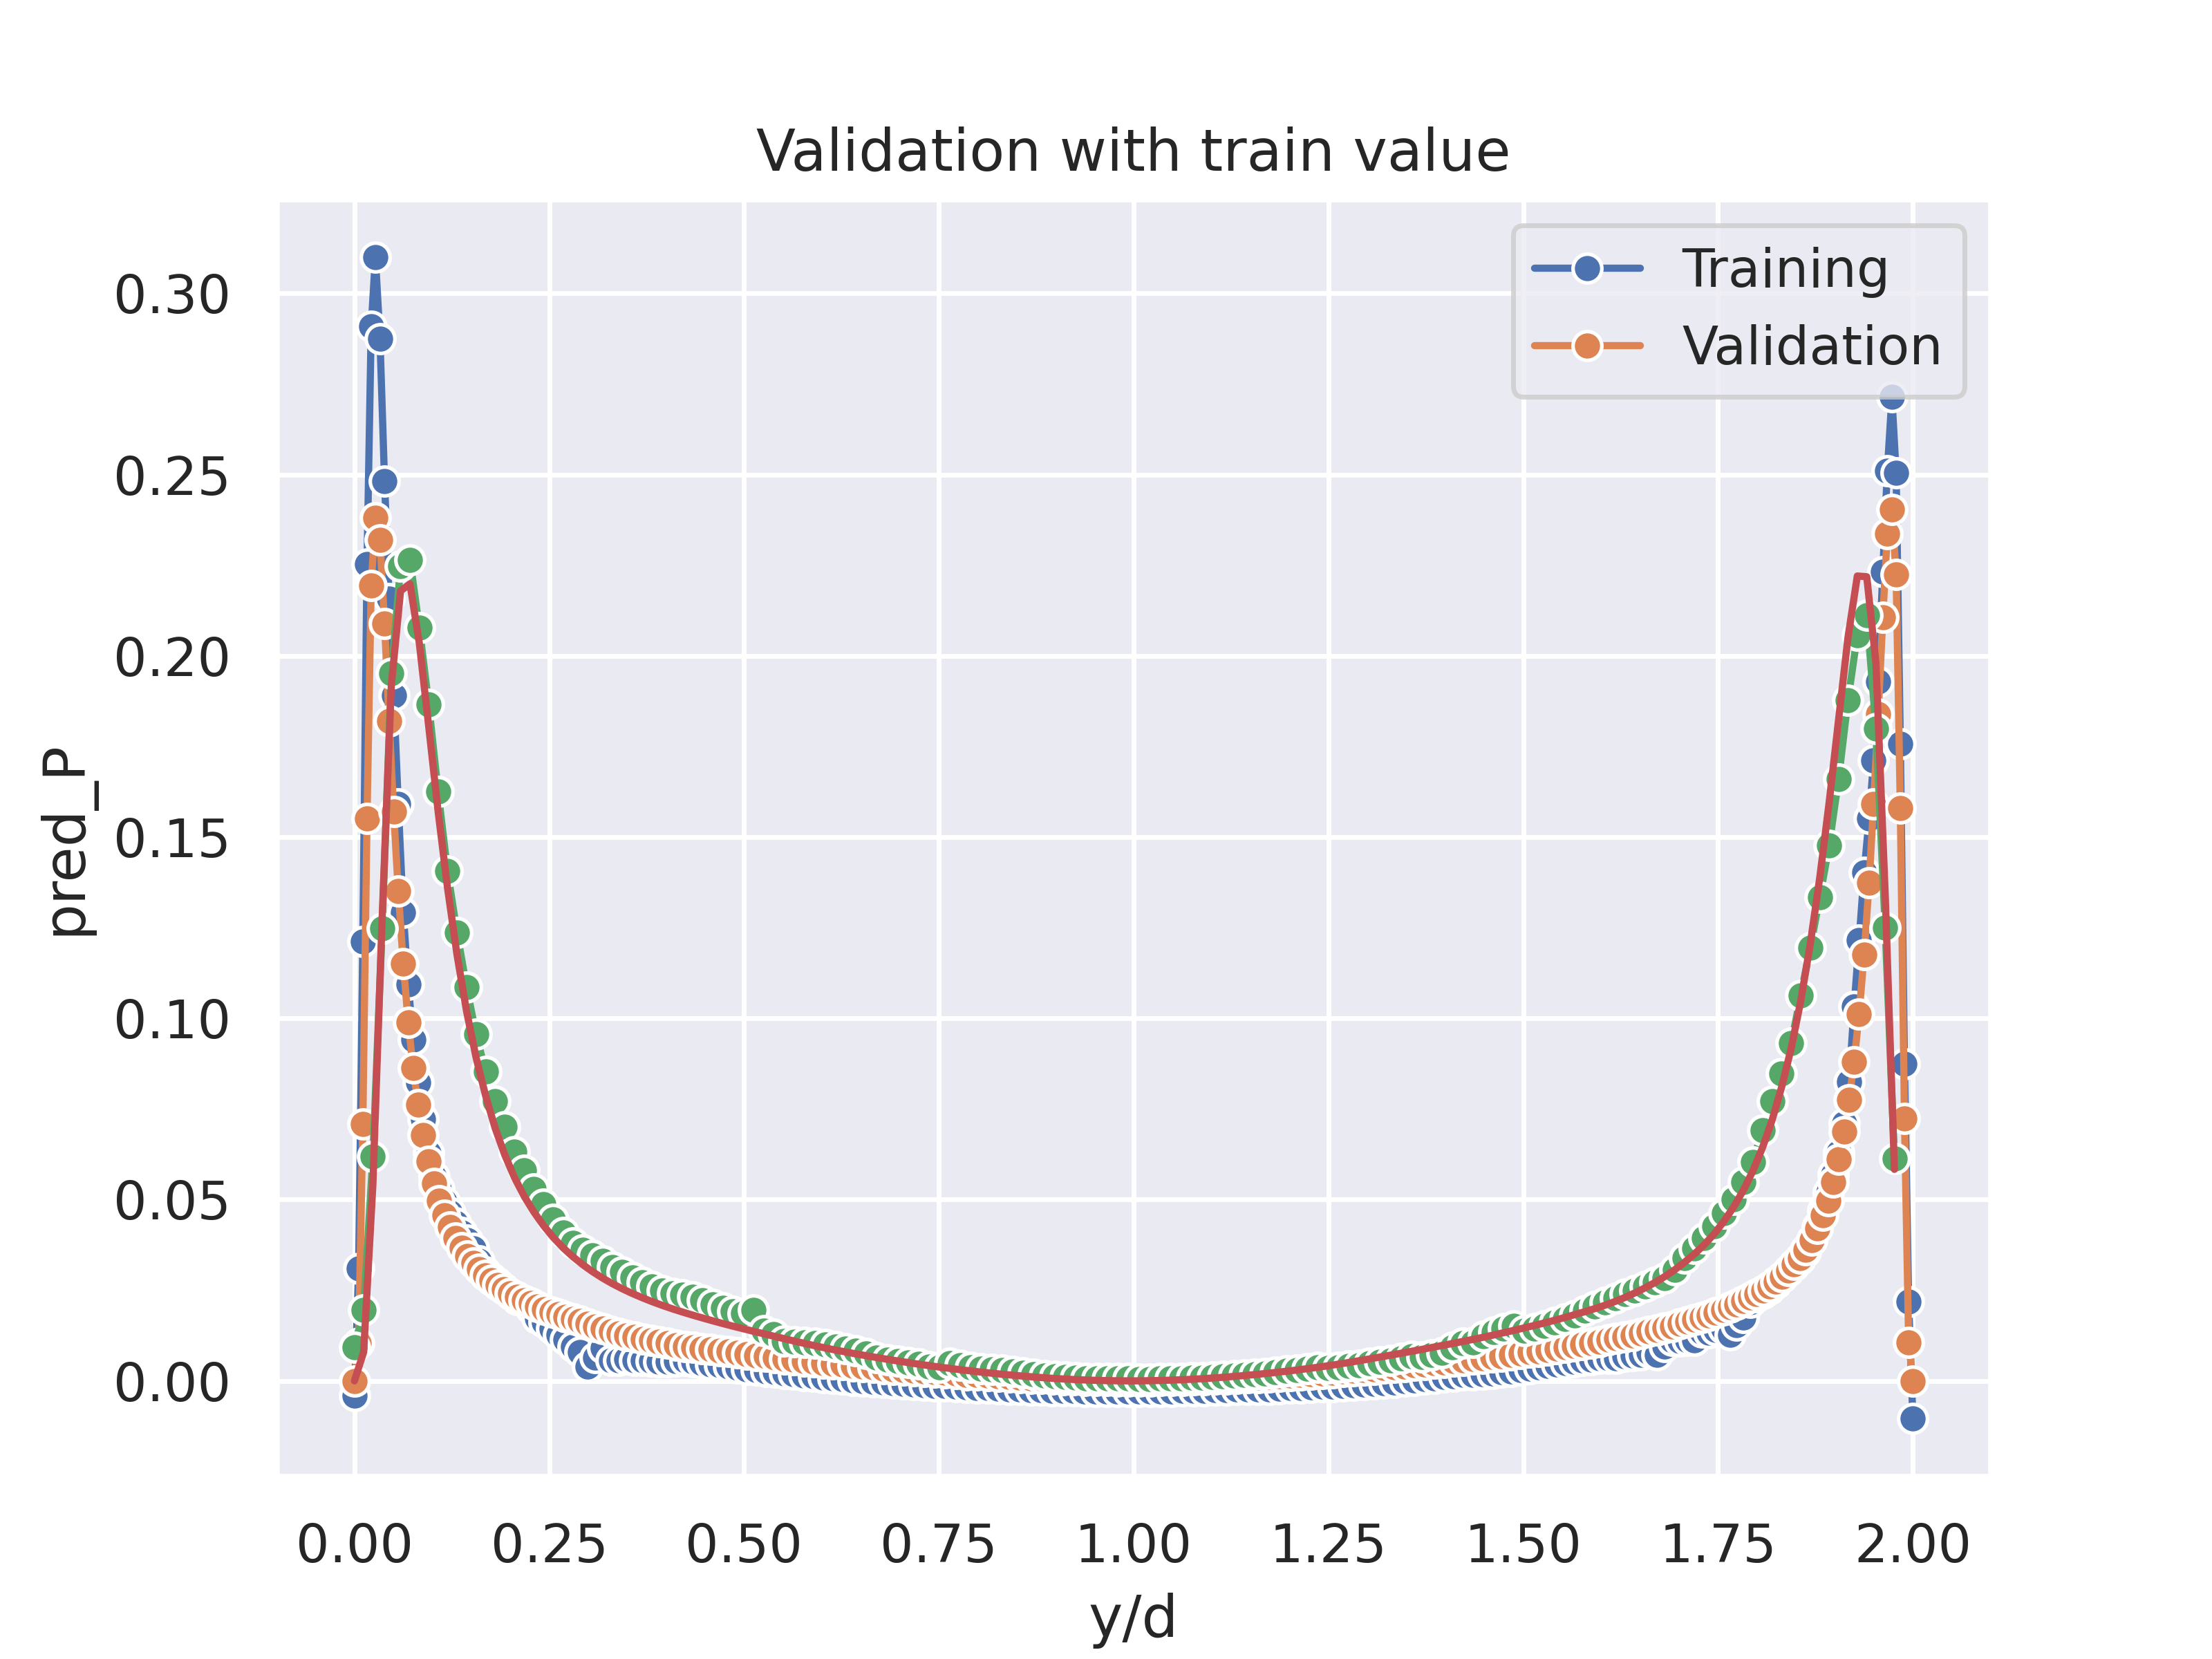 Validation with train value
Training
Validation
0.30
0.25
0.20
0.15
0.10
0.05
0.00
pred_P
0.00 0.25 0.50 0.75 1.00 1.25 1.50 1.75 2.00
y/d